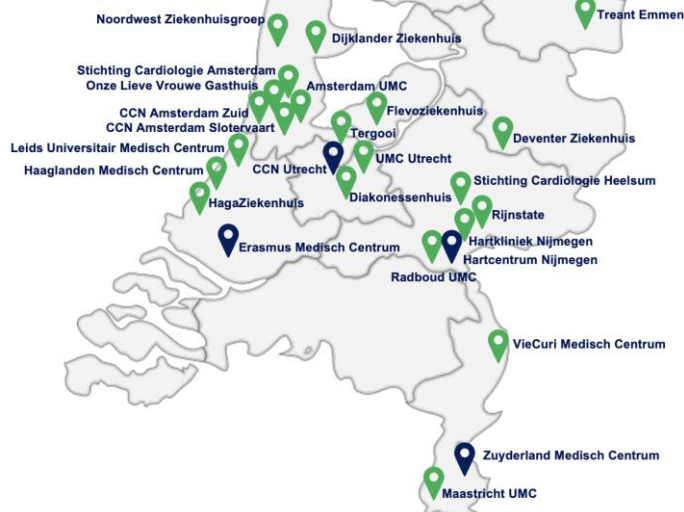 Treant Emmen
Noordwest Ziekenhuisgroep
Dijklander Ziekenhuis
Stichting Cardiologie Amsterdam
Onze Lieve Vrouwe Gasthuis
Amsterdam UMC
CCN Amsterdam Zuid
Flevoziekenhuis
CCN Amsterdam Slotervaart
Tergooi
Deventer Ziekenhuis
Leids Universitair Medisch Centrum
UMC Utrecht
Haaglanden Medisch Centrum
CCN Utrecht
Stichting Cardiologie Heelsum
Diakonessenhuis
HagaZiekenhuis
Rijnstate
Hartkliniek Nijmegen
Erasmus Medisch Centrum
Hartcentrum Nijmegen
Radboud UMC
VieCuri Medisch Centrum
Zuyderland Medisch Centrum
Maastricht UMC